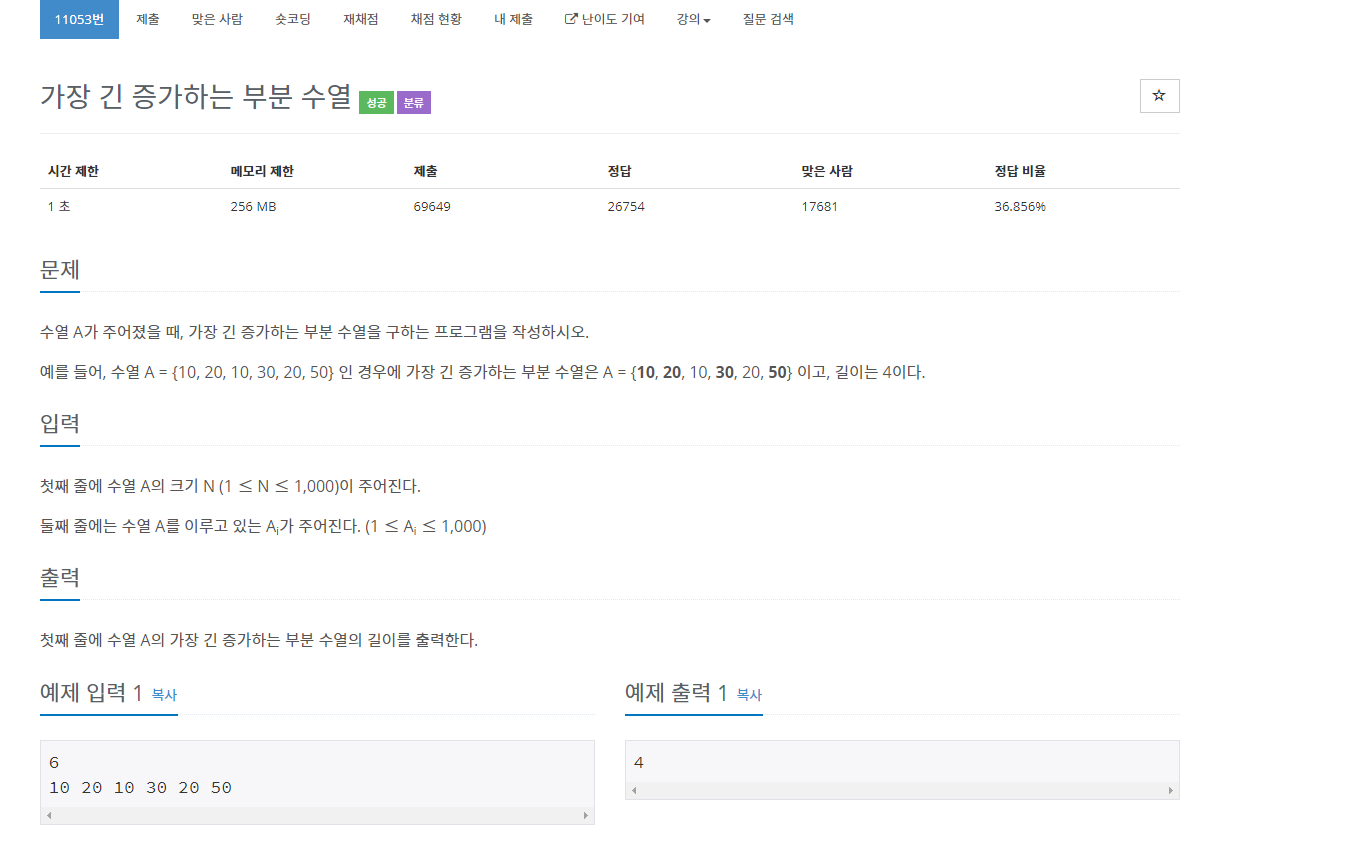 11053번 제출 맞은 사람 숏코딩 재채점 채점 현황 내 제출 난이도 기여 강의 질문 검색
가장 긴 증가하는 부분 수열 성공 분류
시간 제한 메모리 제한 제출 정답 맞은 사람 정답 비율
1 초 256 MB 69649 26754 17681 36.856%
문제
수열 A가 주어졌을 때, 가장 긴 증가하는 부분 수열을 구하는 프로그램을 작성하시오.
예를 들어, 수열 A = {10, 20, 10, 30, 20, 50} 인 경우에 가장 긴 증가하는 부분 수열은 A = {10, 20, 10, 30, 20, 50} 이고, 길이는 4이다.
입력
첫째 줄에 수열 A의 크기 N (1 ≤ N ≤ 1,000)이 주어진다.
둘째 줄에는 수열 A를 이루고 있는 Ai가 주어진다. (1 ≤ Ai ≤ 1,000)
출력
첫째 줄에 수열 A의 가장 긴 증가하는 부분 수열의 길이를 출력한다.
예제 입력 1 복사
6
10 20 10 30 20 50
예제 출력 1 복사
4